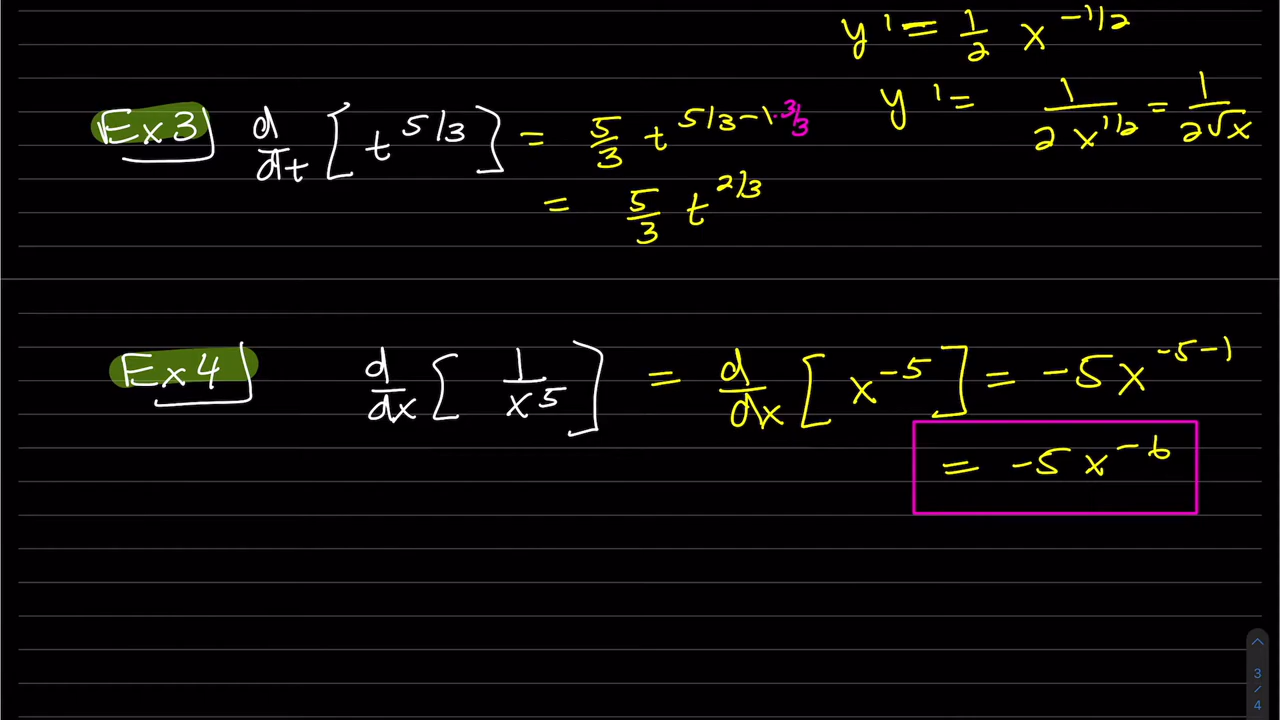 y' = 1/2 x^{-1/2}
y' = 1/(2x^{1/2}) = 1/(2√x)
Ex3 d/dt [ t^{5/3} ] = 5/3 t^{5/3-1·3/3}
= 5/3 t^{2/3}
Ex4 d/dx [ 1/x^5 ] = d/dx [ x^{-5} ] = -5x^{-5-1}
= -5x^{-6}
3
/
4